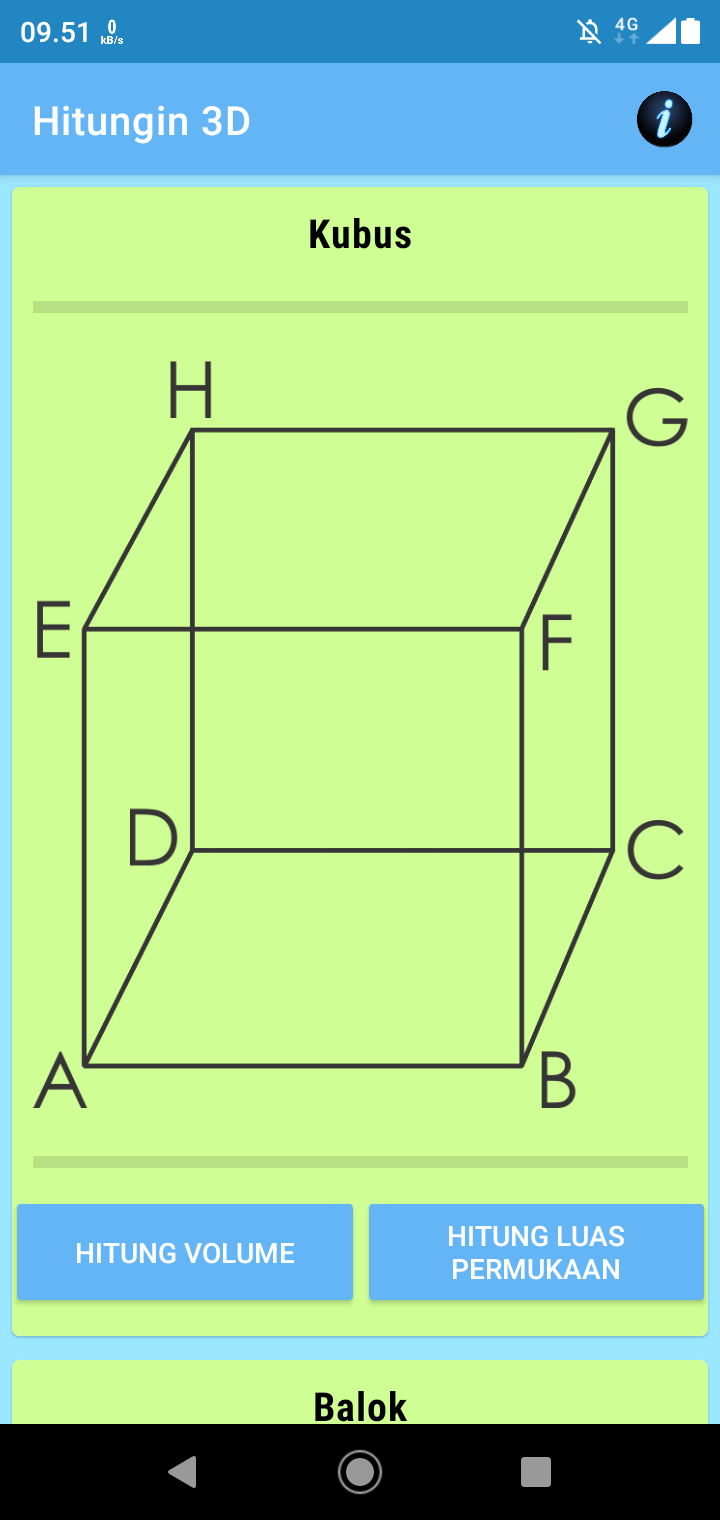 09.51 0 kB/s 4G
Hitungin 3D i
Kubus
H
G
E
F
D
C
A
B
HITUNG VOLUME
HITUNG LUAS
PERMUKAAN
Balok